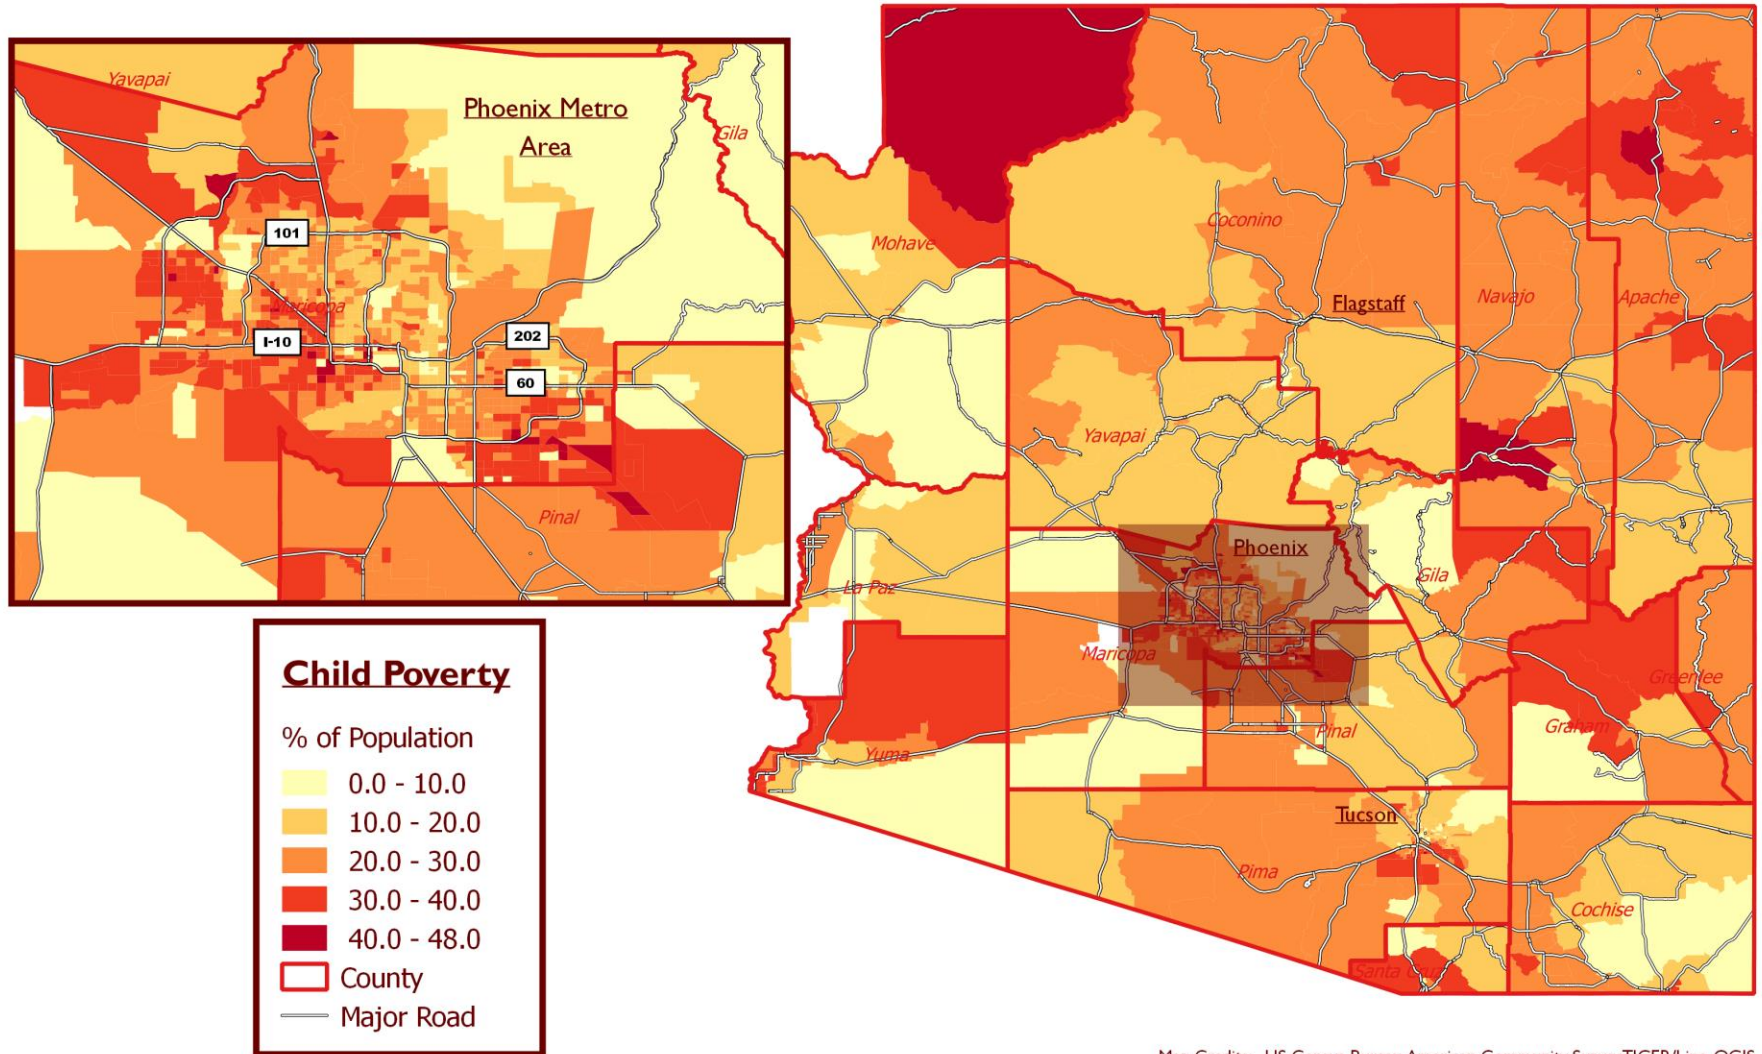 Yavapai
Phoenix Metro
Area
Gila
101
Maricopa
I-10
202
60
Pinal
Child Poverty
% of Population
0.0 - 10.0
10.0 - 20.0
20.0 - 30.0
30.0 - 40.0
40.0 - 48.0
County
Major Road
Mohave
Coconino
Flagstaff
Navajo
Apache
Yavapai
Phoenix
La Paz
Gila
Maricopa
Greenlee
Yuma
Pinal
Graham
Tucson
Pima
Cochise
Santa Cruz